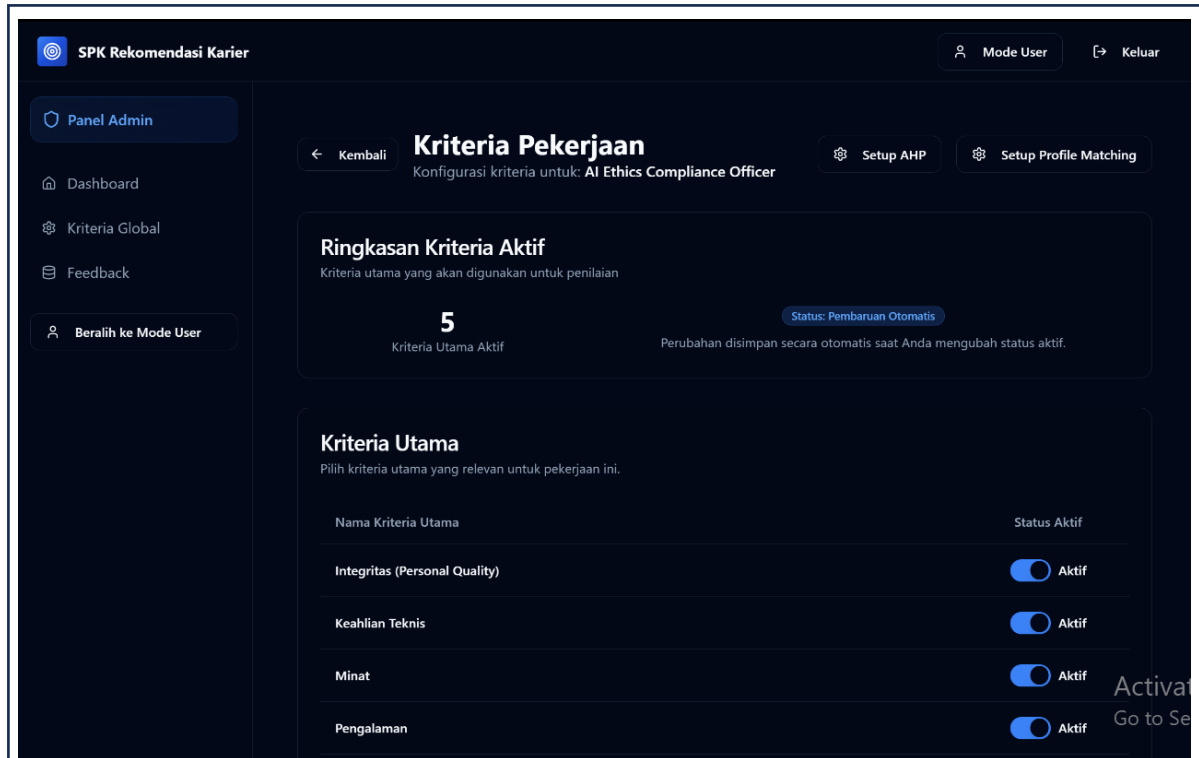 SPK Rekomendasi Karier
Mode User
Keluar
Panel Admin
Dashboard
Kriteria Global
Feedback
Beralih ke Mode User
Kembali
Kriteria Pekerjaan
Konfigurasi kriteria untuk: AI Ethics Compliance Officer
Setup AHP
Setup Profile Matching
Ringkasan Kriteria Aktif
Kriteria utama yang akan digunakan untuk penilaian
5
Kriteria Utama Aktif
Status: Pembaruan Otomatis
Perubahan disimpan secara otomatis saat Anda mengubah status aktif.
Kriteria Utama
Pilih kriteria utama yang relevan untuk pekerjaan ini.
Nama Kriteria Utama Status Aktif
Integritas (Personal Quality) Aktif
Keahlian Teknis Aktif
Minat Aktif
Pengalaman Aktif
Activat
Go to Se